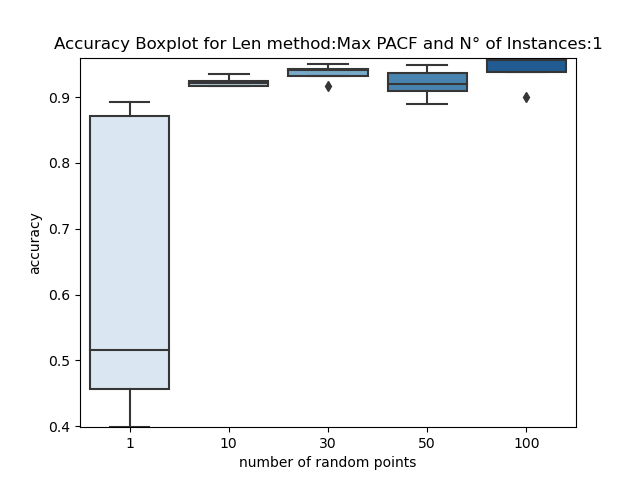 Accuracy Boxplot for Len method:Max PACF and N° of Instances:1
0.9
0.8
0.7
0.6
0.5
0.4
accuracy
1 10 30 50 100
number of random points